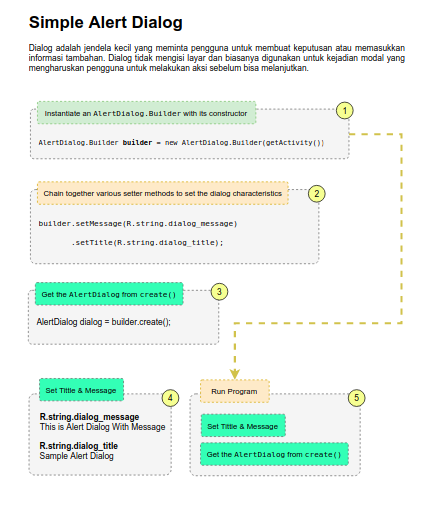 Simple Alert Dialog
Dialog adalah jendela kecil yang meminta pengguna untuk membuat keputusan atau memasukkan
informasi tambahan. Dialog tidak mengisi layar dan biasanya digunakan untuk kejadian modal yang
mengharuskan pengguna untuk melakukan aksi sebelum bisa melanjutkan.
1
Instantiate an AlertDialog.Builder with its constructor
AlertDialog.Builder builder = new AlertDialog.Builder(getActivity())
2
Chain together various setter methods to set the dialog characteristics
builder.setMessage(R.string.dialog_message)
.setTitle(R.string.dialog_title);
3
Get the AlertDialog from create()
AlertDialog dialog = builder.create();
Set Tittle & Message
4
R.string.dialog_message
This is Alert Dialog With Message
R.string.dialog_title
Sample Alert Dialog
Run Program
5
Set Tittle & Message
Get the AlertDialog from create()